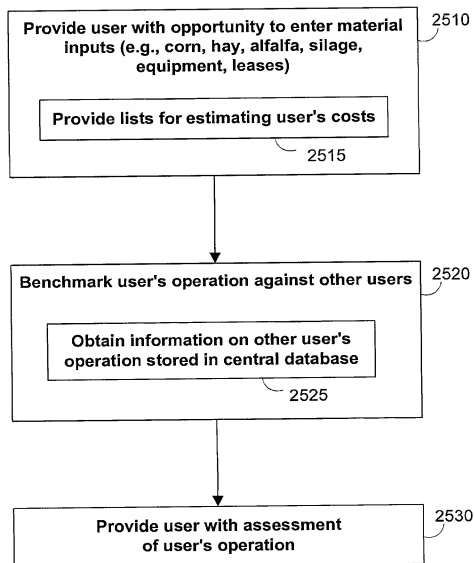 Provide user with opportunity to enter material
inputs (e.g., corn, hay, alfalfa, silage,
equipment, leases)
2510
Provide lists for estimating user's costs
2515
Benchmark user's operation against other users
2520
Obtain information on other user's
operation stored in central database
2525
Provide user with assessment
of user's operation
2530